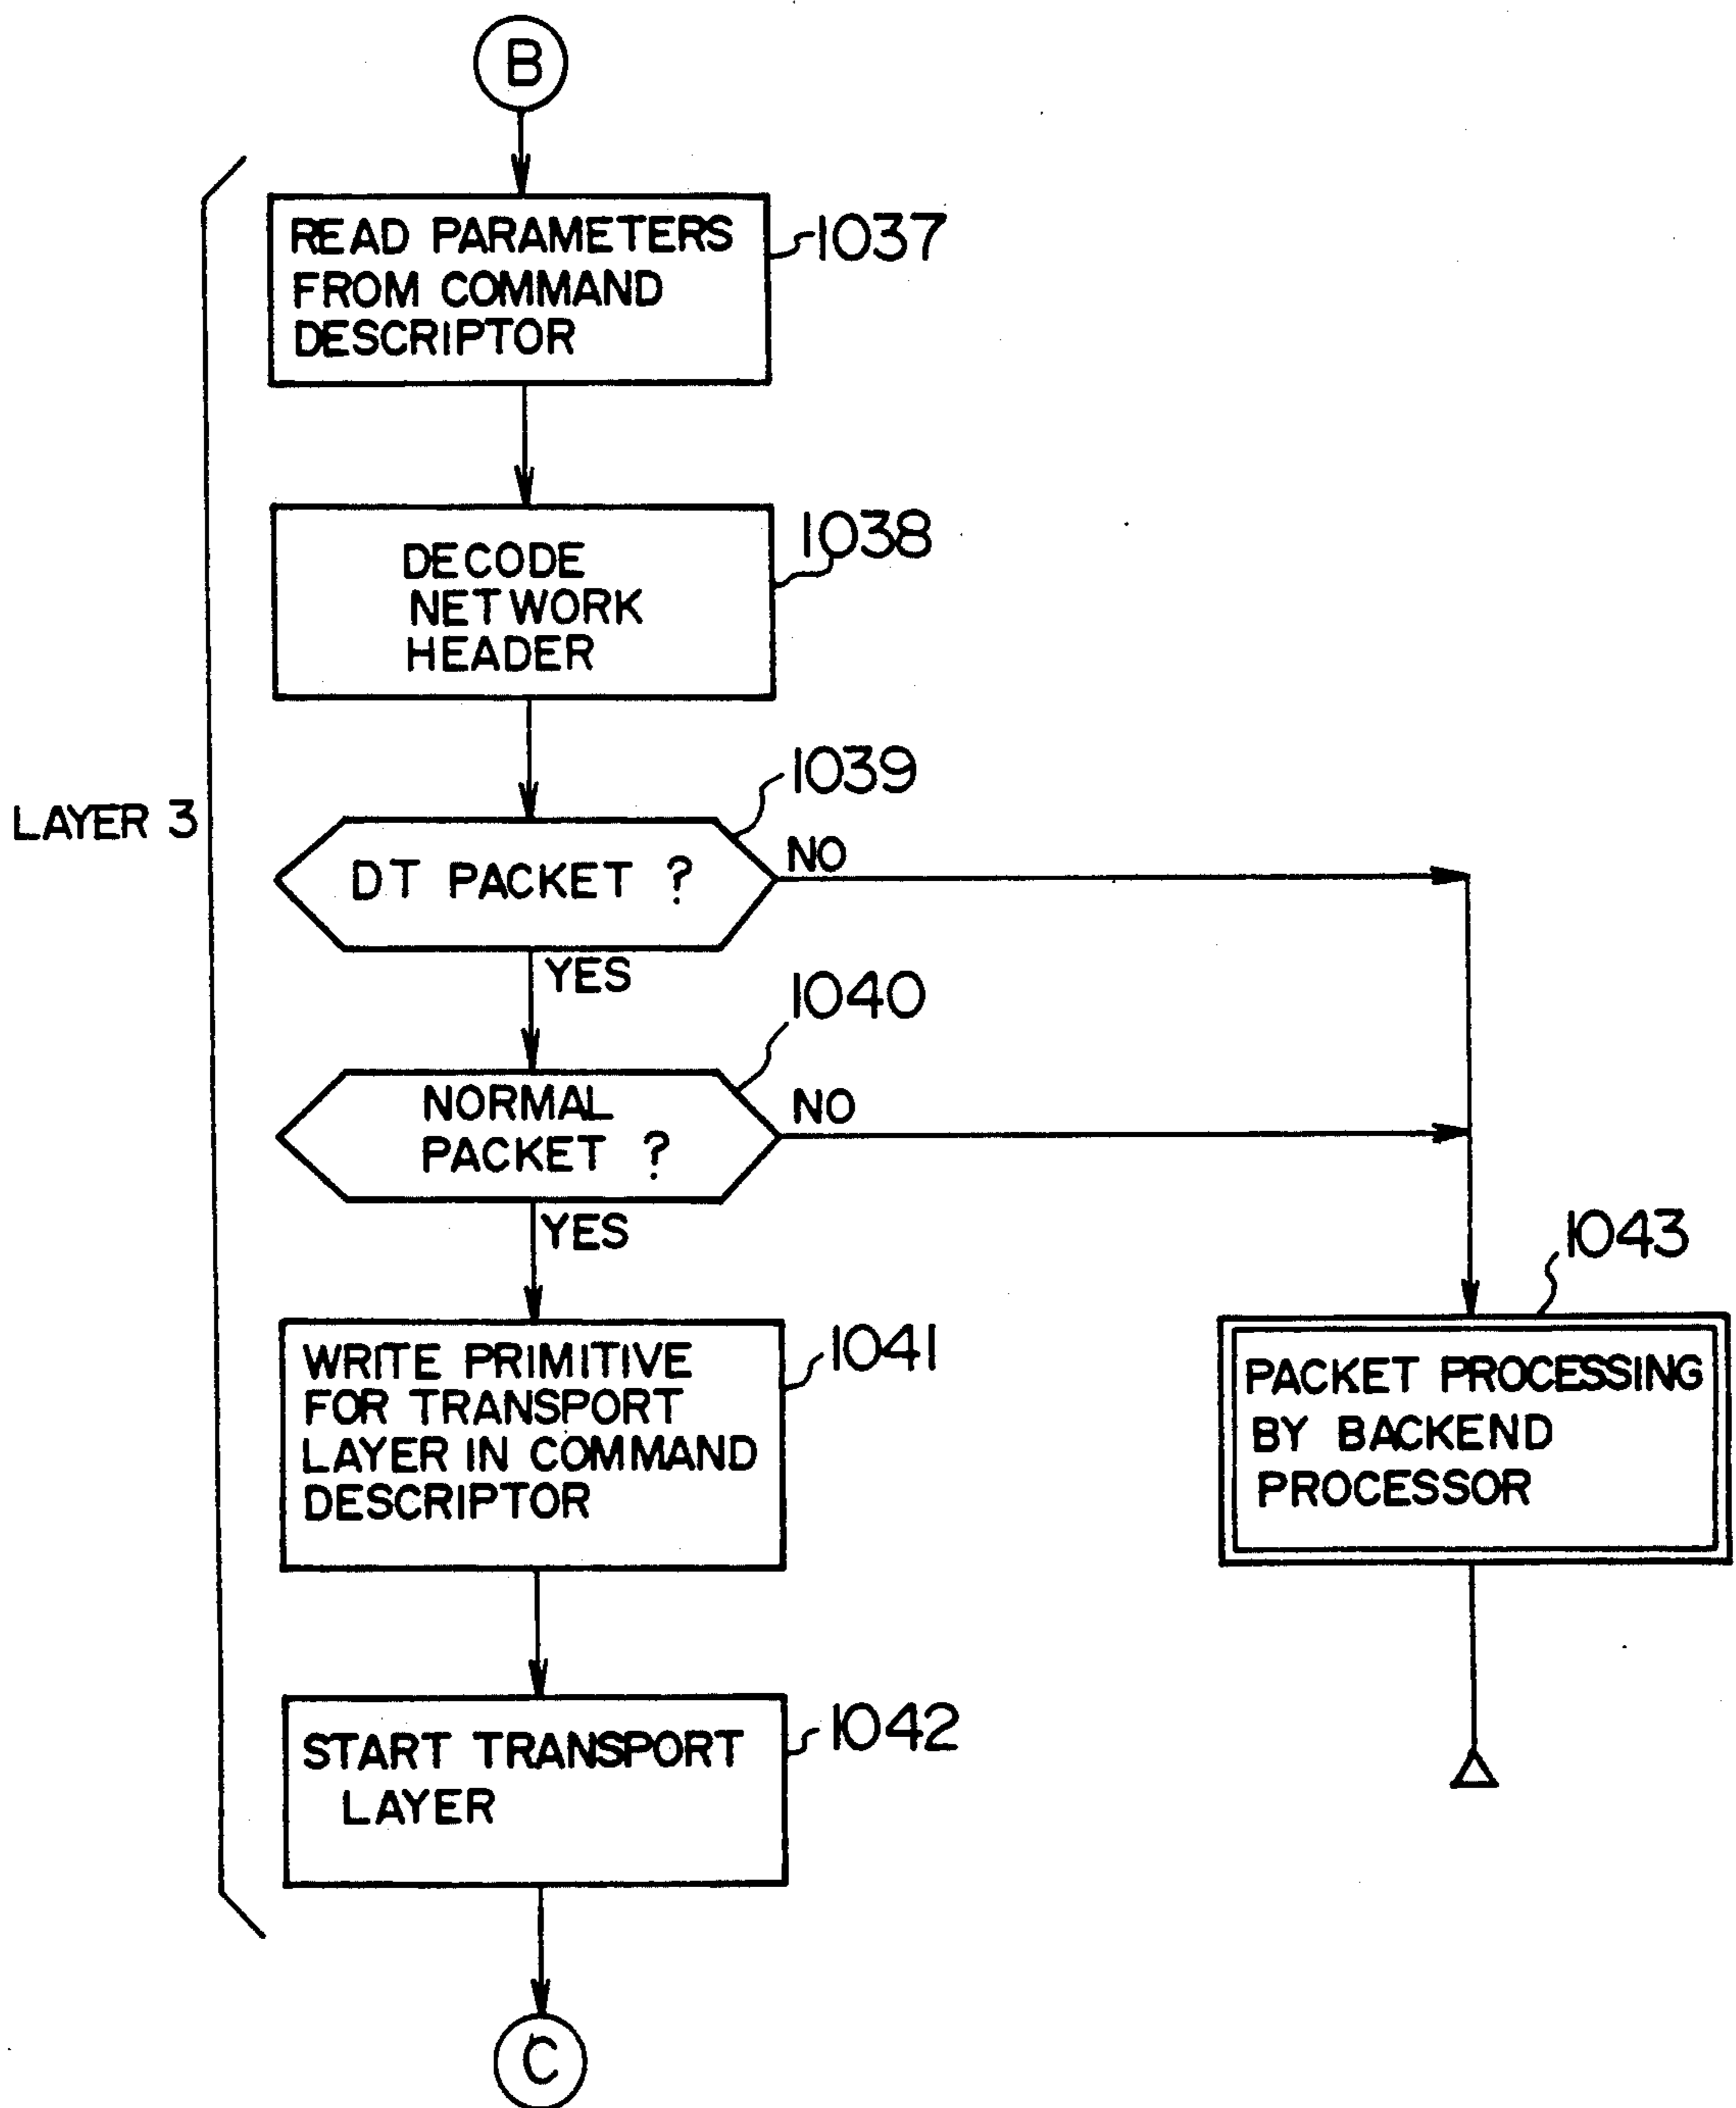 B
READ PARAMETERS
FROM COMMAND
DESCRIPTOR
1037
DECODE
NETWORK
HEADER
1038
LAYER 3
1039
DT PACKET ?
NO
YES
1040
NORMAL
PACKET ?
NO
YES
1041
WRITE PRIMITIVE
FOR TRANSPORT
LAYER IN COMMAND
DESCRIPTOR
1043
PACKET PROCESSING
BY BACKEND
PROCESSOR
START TRANSPORT
LAYER
1042
C